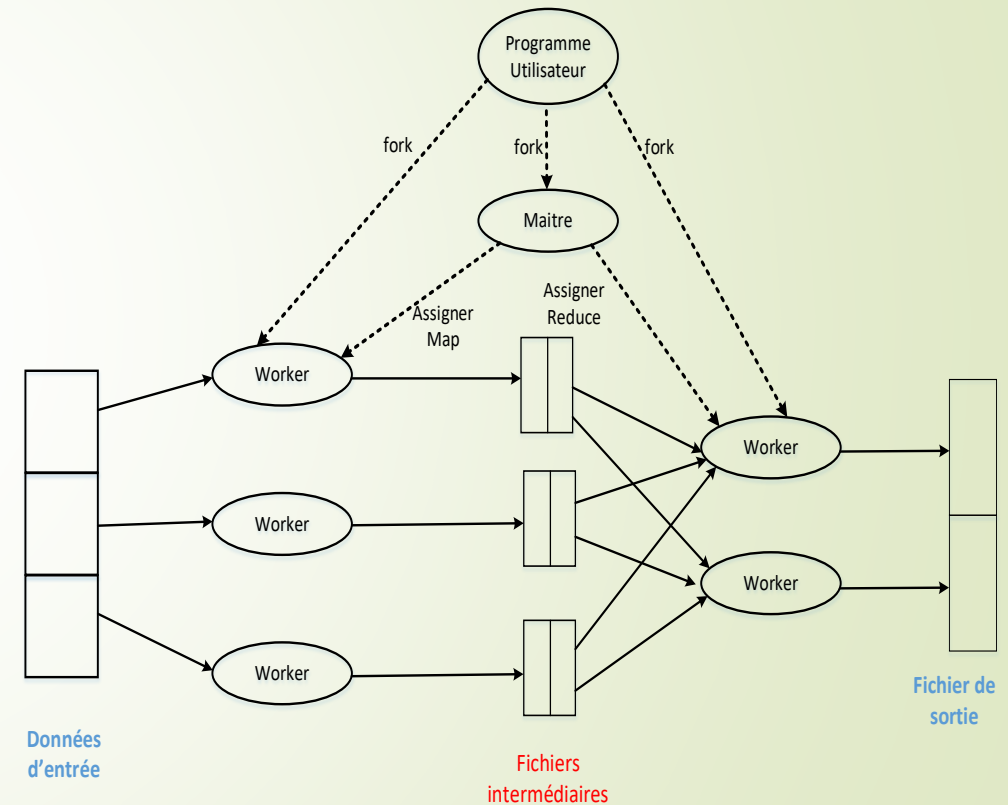 Programme
Utilisateur
fork
fork
fork
Maitre
Assigner
Map
Assigner
Reduce
Worker
Worker
Worker
Worker
Worker
Données
d'entrée
Fichiers
intermédiaires
Fichier de
sortie